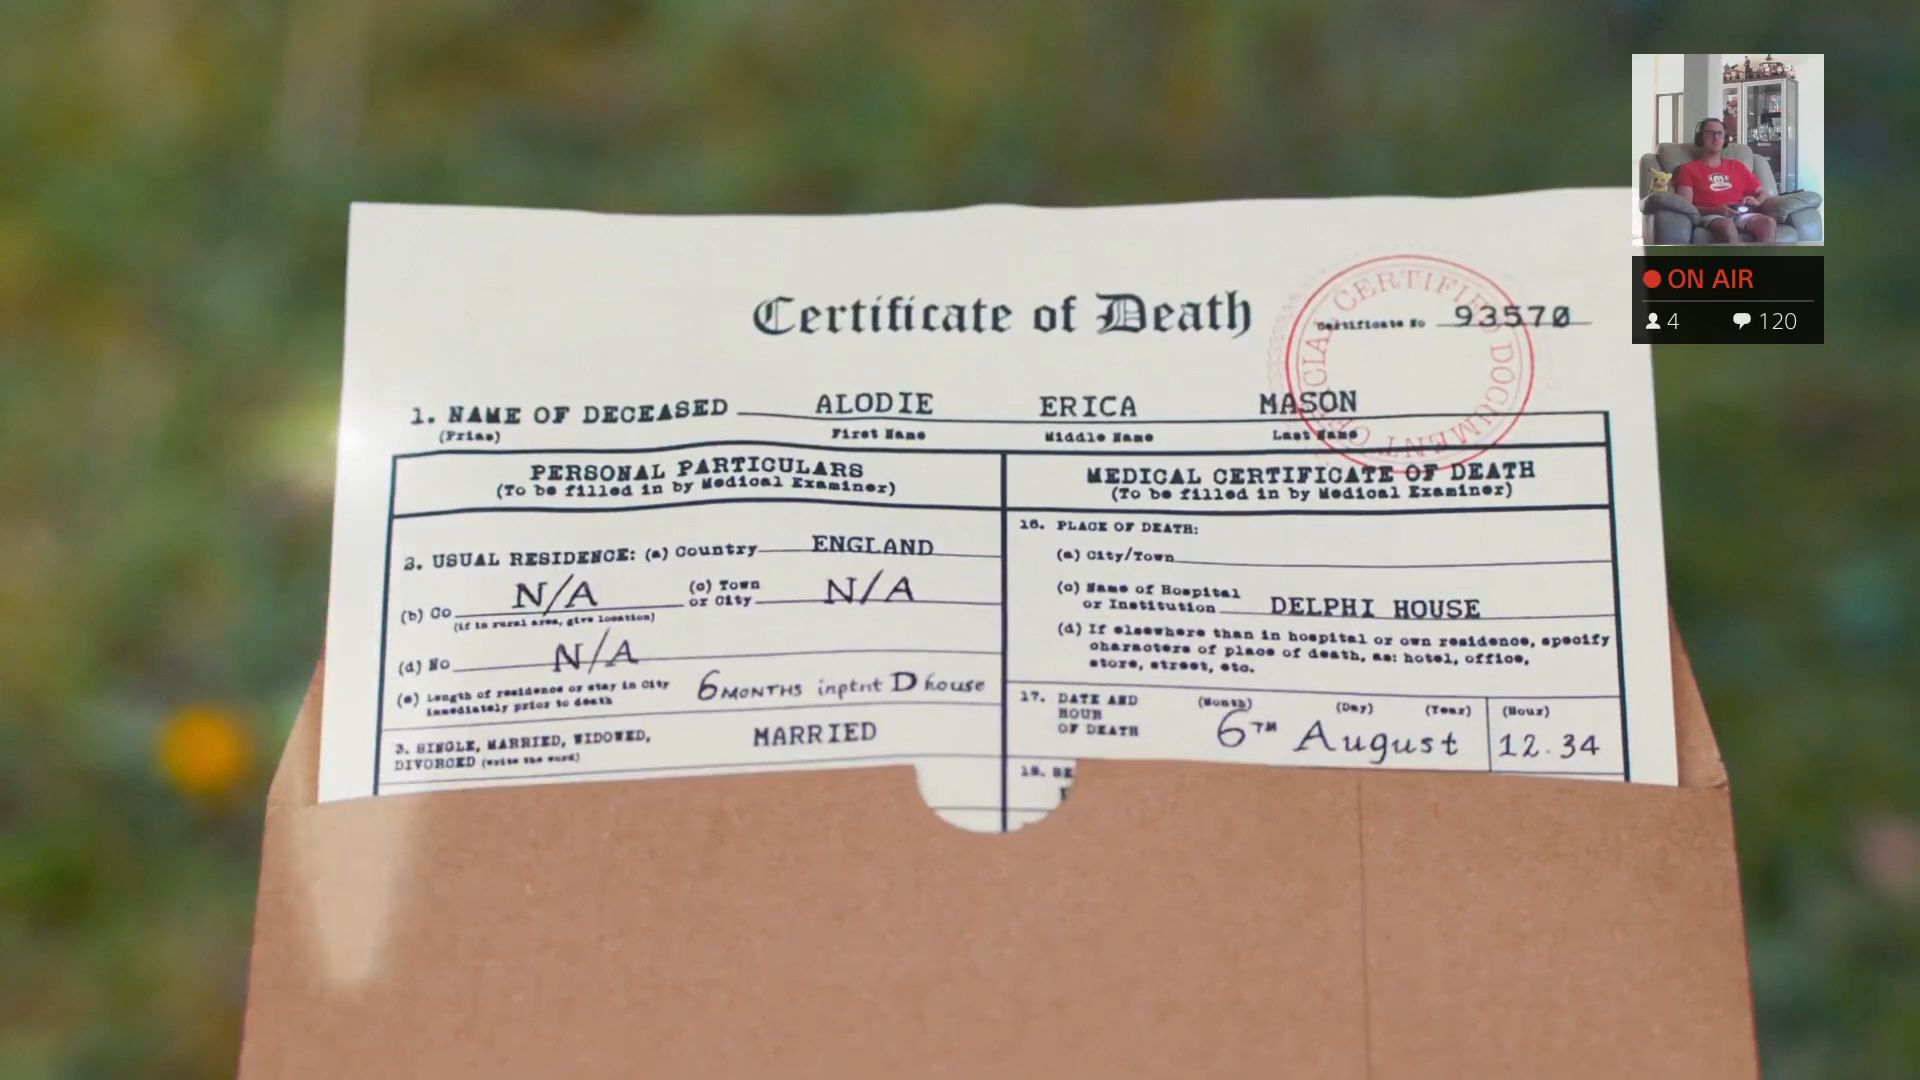 Certificate of Death
Certificate No 93570
CERTIFIED DOCUMENT OFFICIAL
ON AIR
4 120
1. NAME OF DECEASED ALODIE ERICA MASON
(Print) First Name Middle Name Last Name
PERSONAL PARTICULARS
(To be filled in by Medical Examiner)
2. USUAL RESIDENCE: (a) Country ENGLAND
(b) Co N/A (c) Town or City N/A
(if in rural area, give location)
(d) No N/A
(e) Length of residence or stay in City
immediately prior to death 6 MONTHS inptnt D house
3. SINGLE, MARRIED, WIDOWED,
DIVORCED (write the word) MARRIED
MEDICAL CERTIFICATE OF DEATH
(To be filled in by Medical Examiner)
16. PLACE OF DEATH:
(a) City/Town
(c) Name of Hospital
or Institution DELPHI HOUSE
(d) If elsewhere than in hospital or own residence, specify
characters of place of death, as: hotel, office,
store, street, etc.
17. DATE AND
HOUR
OF DEATH
(Month) (Day) (Year) (Hour)
6TH August 12.34
18.